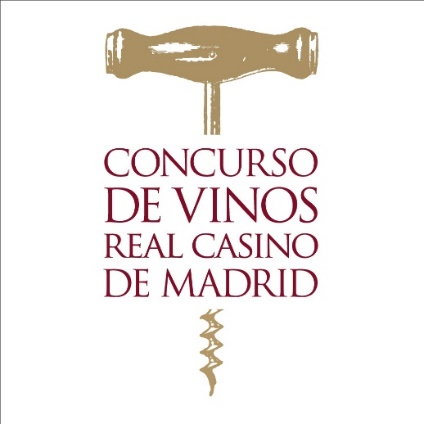 CONCURSO
DE VINOS
REAL CASINO
DE MADRID